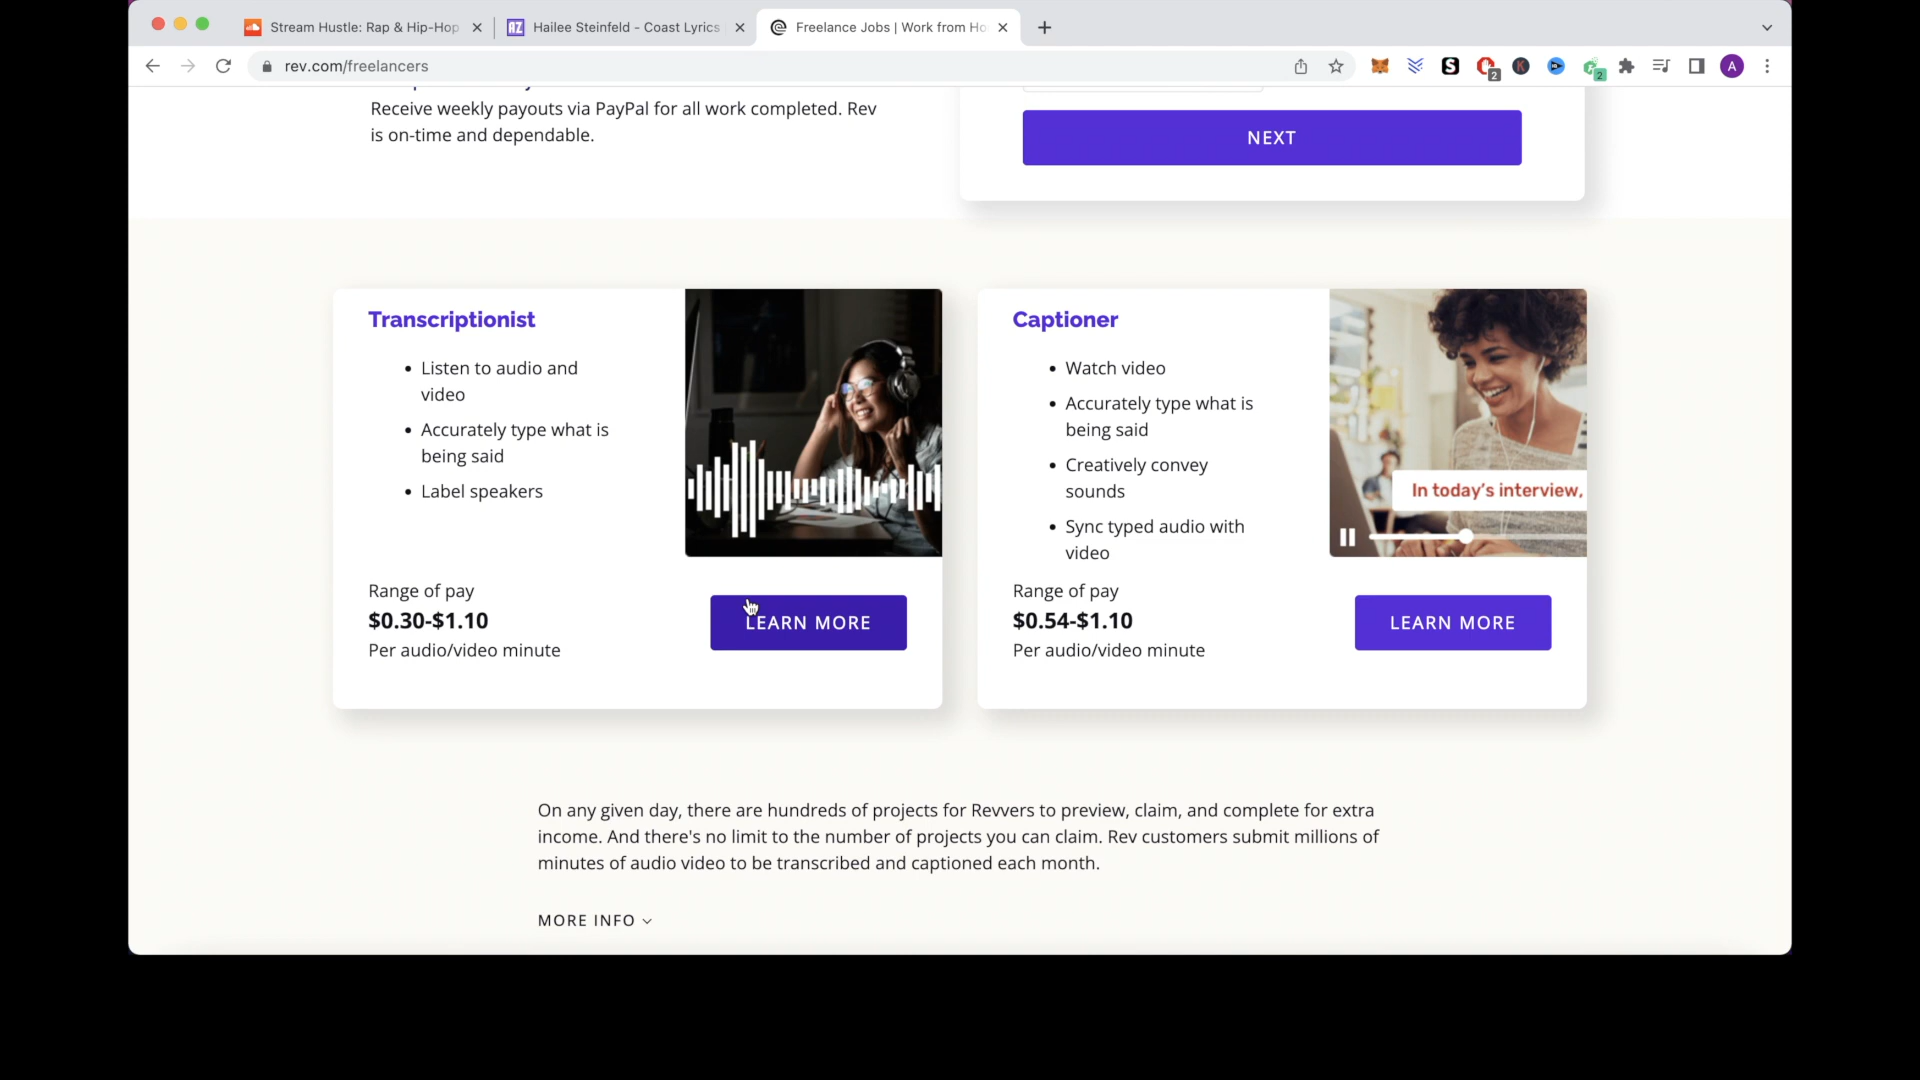 Stream Hustle: Rap & Hip-Hop
Hailee Steinfeld - Coast Lyrics
Freelance Jobs | Work from Ho
rev.com/freelancers
2
2
A
Receive weekly payouts via PayPal for all work completed. Rev
is on-time and dependable.
NEXT
Transcriptionist
• Listen to audio and
video
• Accurately type what is
being said
• Label speakers
Range of pay
$0.30-$1.10
Per audio/video minute
LEARN MORE
Captioner
• Watch video
• Accurately type what is
being said
• Creatively convey
sounds
• Sync typed audio with
video
In today's interview,
Range of pay
$0.54-$1.10
Per audio/video minute
LEARN MORE
On any given day, there are hundreds of projects for Revvers to preview, claim, and complete for extra
income. And there's no limit to the number of projects you can claim. Rev customers submit millions of
minutes of audio video to be transcribed and captioned each month.
MORE INFO